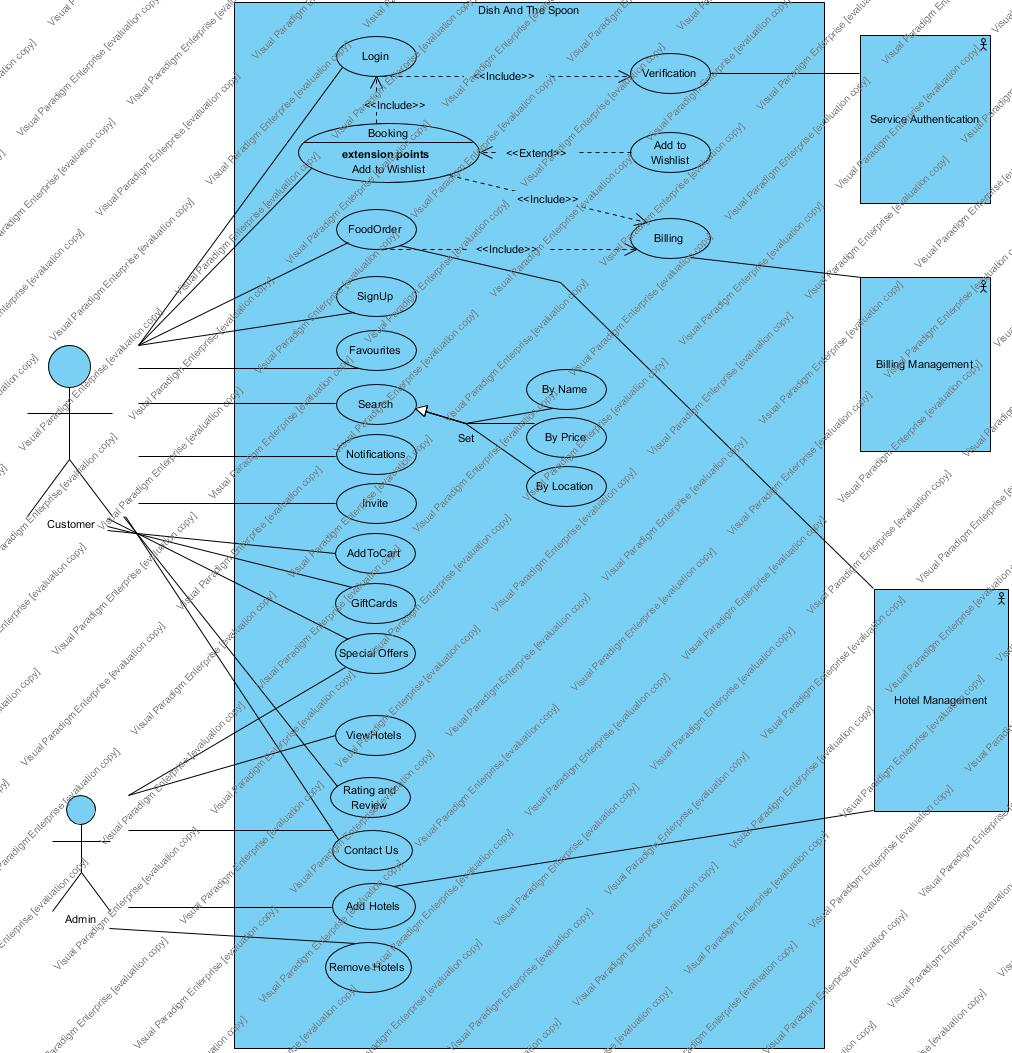 Dish And The Spoon
Login
<<Include>>
Verification
Service Authentication
<<Include>>
Booking
extension points
Add to Wishlist
<<Extend>>
Add to
Wishlist
<<Include>>
FoodOrder
<<Include>>
Billing
Billing Management
SignUp
Favourites
Search
Set
By Name
By Price
By Location
Notifications
Invite
Customer
AddToCart
GiftCards
Special Offers
Hotel Management
ViewHotels
Rating and
Review
Contact Us
Add Hotels
Admin
Remove Hotels
Visual Paradigm Enterprise [evaluation copy]